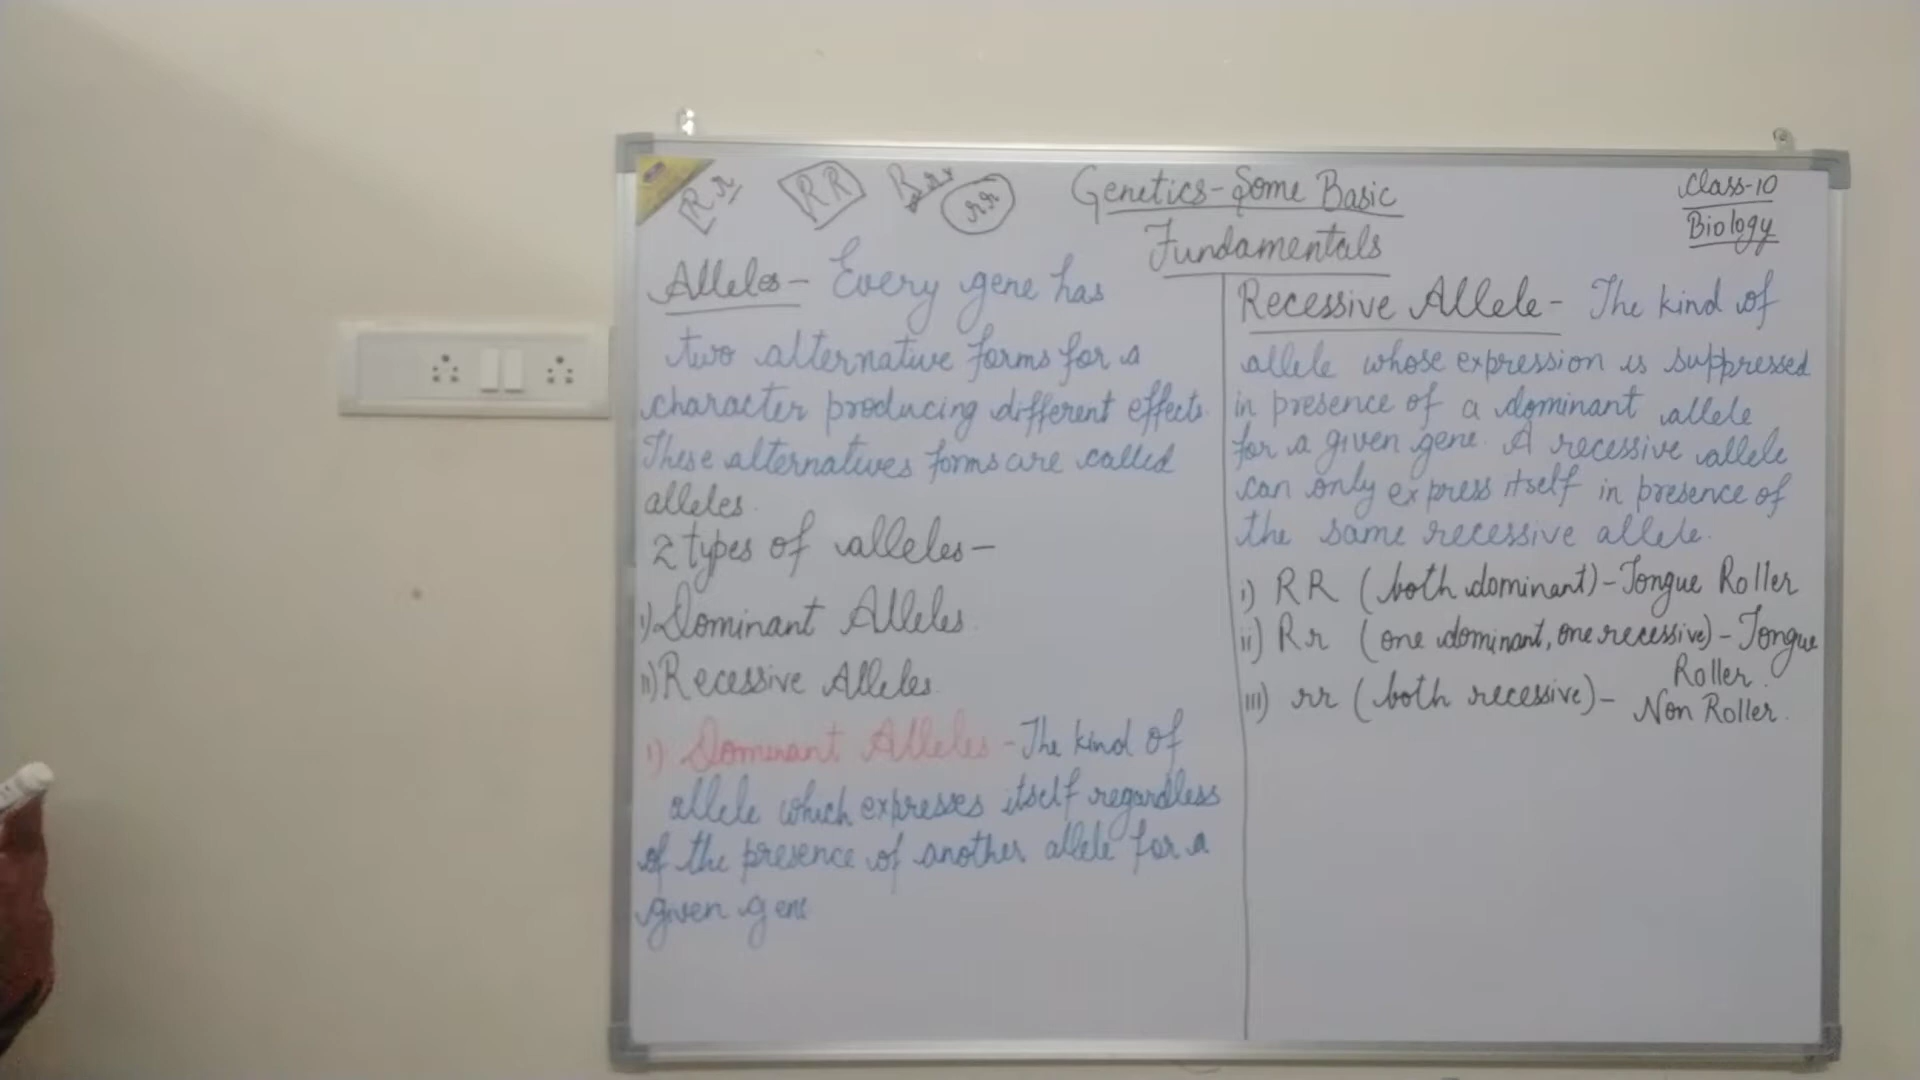 Rr RR Rr rr
Genetics-Some Basic
Fundamentals
Class-10
Biology
Alleles- Every gene has
two alternative forms for a
character producing different effects.
These alternatives forms are called
alleles.
2 types of alleles-
i) Dominant Alleles.
ii) Recessive Alleles.
i) Dominant Alleles - The kind of
allele which expresses itself regardless
of the presence of another allele for a
given gene
Recessive Allele- The kind of
allele whose expression is suppressed
in presence of a dominant allele
for a given gene. A recessive allele
can only express itself in presence of
the same recessive allele.
i) RR (both dominant)-Tongue Roller
ii) Rr (one dominant, one recessive)-Tongue
Roller.
iii) rr (both recessive)-
Non Roller.